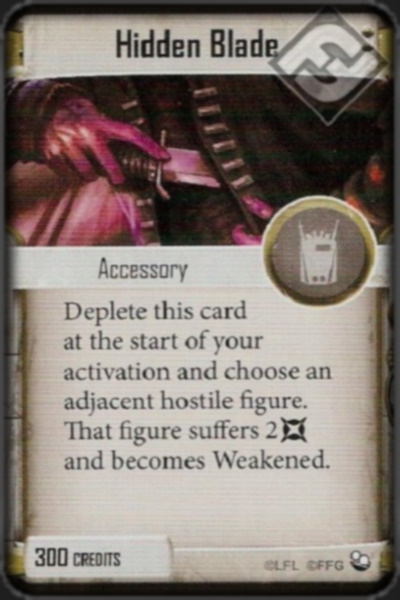 Hidden Blade
Accessory
Deplete this card
at the start of your
activation and choose an
adjacent hostile figure.
That figure suffers 2
and becomes Weakened.
300 CREDITS
©LFL ©FFG